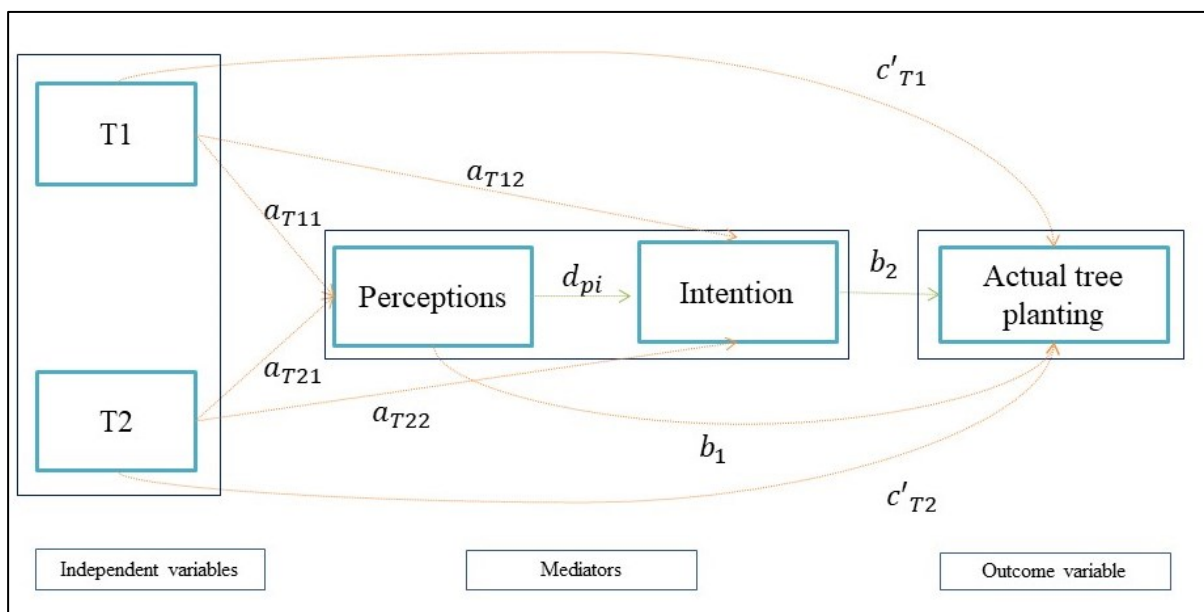 T1
c'T1
aT12
aT11
Perceptions
dpi
Intention
b2
Actual tree
planting
aT21
T2
aT22
b1
c'T2
Independent variables
Mediators
Outcome variable